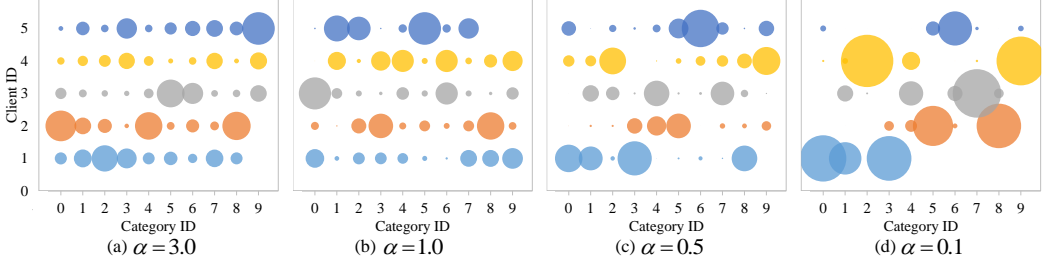 Client ID
5
4
3
2
1
0
0 1 2 3 4 5 6 7 8 9
Category ID
(a) α = 3.0
0 1 2 3 4 5 6 7 8 9
Category ID
(b) α = 1.0
0 1 2 3 4 5 6 7 8 9
Category ID
(c) α = 0.5
0 1 2 3 4 5 6 7 8 9
Category ID
(d) α = 0.1